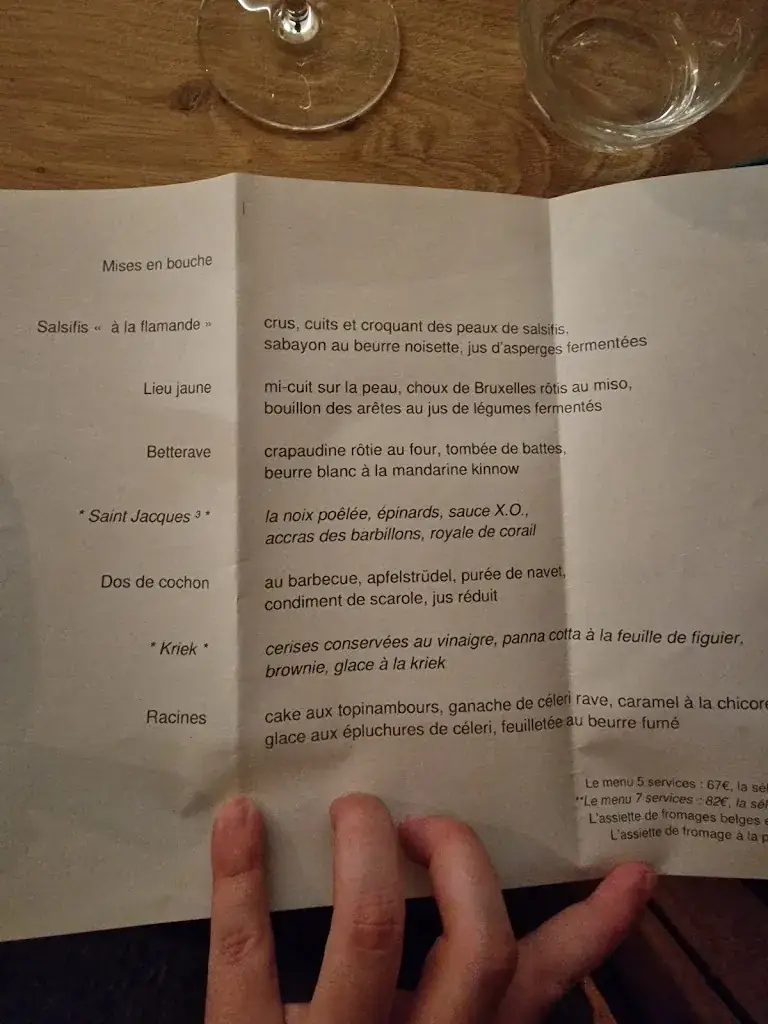 Mises en bouche
Salsifis « à la flamande »
crus, cuits et croquant des peaux de salsifis,
sabayon au beurre noisette, jus d'asperges fermentées
Lieu jaune
mi-cuit sur la peau, choux de Bruxelles rôtis au miso,
bouillon des arêtes au jus de légumes fermentés
Betterave
crapaudine rôtie au four, tombée de battes,
beurre blanc à la mandarine kinnow
* Saint Jacques ³ *
la noix poêlée, épinards, sauce X.O.,
accras des barbillons, royale de corail
Dos de cochon
au barbecue, apfelstrüdel, purée de navet,
condiment de scarole, jus réduit
* Kriek *
cerises conservées au vinaigre, panna cotta à la feuille de figuier,
brownie, glace à la kriek
Racines
cake aux topinambours, ganache de céleri rave, caramel à la
glace aux épluchures de céleri, feuilletée au beurre fumé
Le menu 5 services : 67€, la
**Le menu 7 services : 82€, la
L'assiette de fromages belges
L'assiette de fromage à la